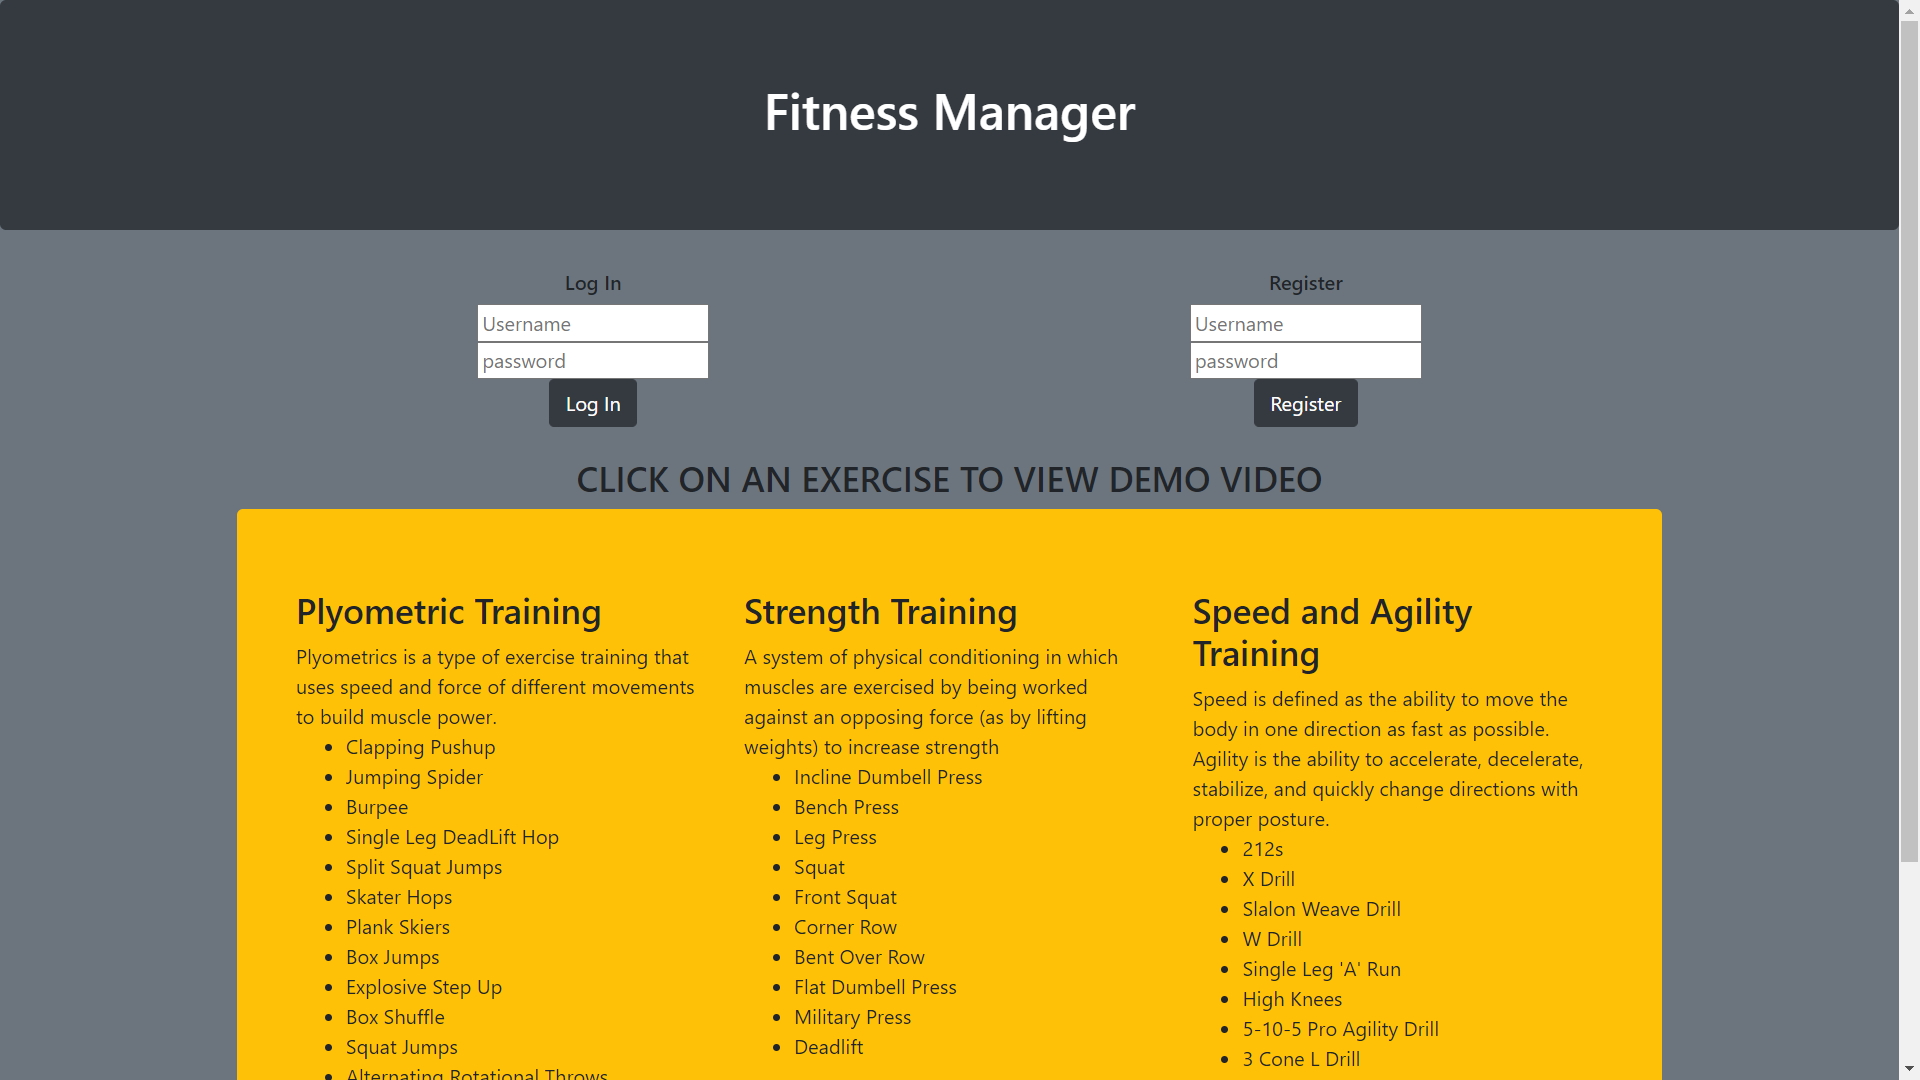 Fitness Manager
Log In
Username
password
Log In
Register
Username
password
Register
CLICK ON AN EXERCISE TO VIEW DEMO VIDEO
Plyometric Training
Plyometrics is a type of exercise training that
uses speed and force of different movements
to build muscle power.
Clapping Pushup
Jumping Spider
Burpee
Single Leg DeadLift Hop
Split Squat Jumps
Skater Hops
Plank Skiers
Box Jumps
Explosive Step Up
Box Shuffle
Squat Jumps
Alternating Rotational Throws
Strength Training
A system of physical conditioning in which
muscles are exercised by being worked
against an opposing force (as by lifting
weights) to increase strength
Incline Dumbell Press
Bench Press
Leg Press
Squat
Front Squat
Corner Row
Bent Over Row
Flat Dumbell Press
Military Press
Deadlift
Speed and Agility
Training
Speed is defined as the ability to move the
body in one direction as fast as possible.
Agility is the ability to accelerate, decelerate,
stabilize, and quickly change directions with
proper posture.
212s
X Drill
Slalon Weave Drill
W Drill
Single Leg 'A' Run
High Knees
5-10-5 Pro Agility Drill
3 Cone L Drill